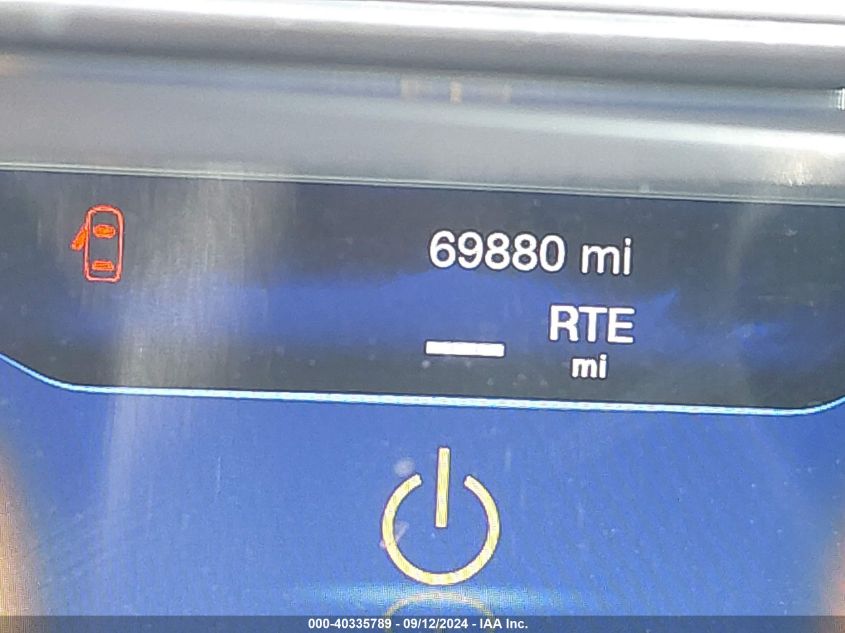 69880 mi
RTE
mi
000-40335789 - 09/12/2024 - IAA Inc.